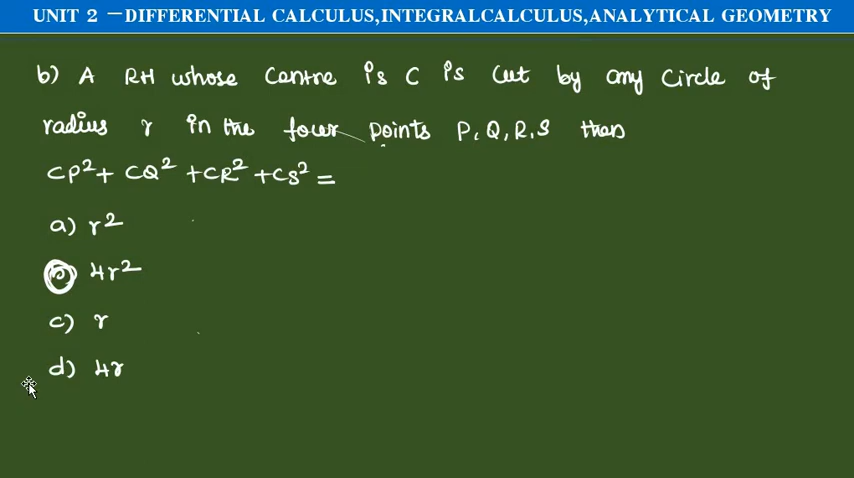 UNIT 2 －DIFFERENTIAL CALCULUS,INTEGRALCALCULUS,ANALYTICAL GEOMETRY
b) A RH whose Centre is C is Cut by any Circle of
radius r in the four points P, Q, R, S then
CP² + CQ² + CR² + CS² =
a) r²
b) 4r²
c) r
d) 4r